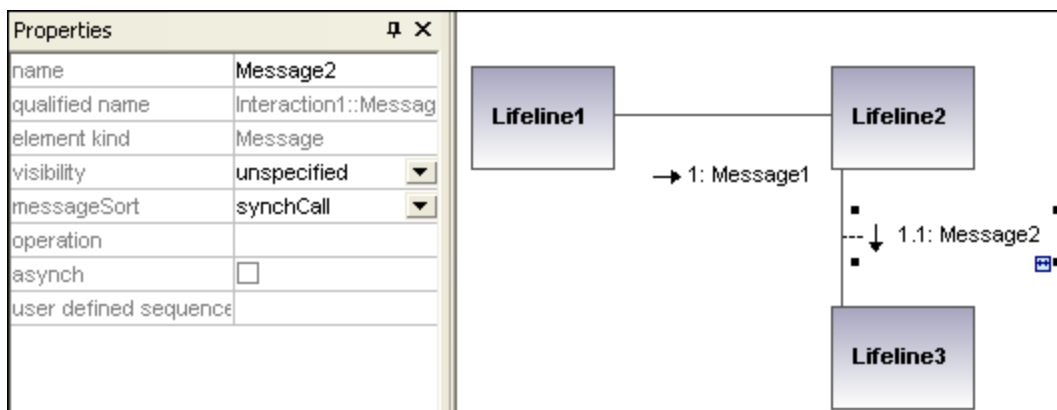 Properties
name Message2
qualified name Interaction1::Messag
element kind Message
visibility unspecified
messageSort synchCall
operation
asynch
user defined sequence
Lifeline1
Lifeline2
1: Message1
1.1: Message2
Lifeline3